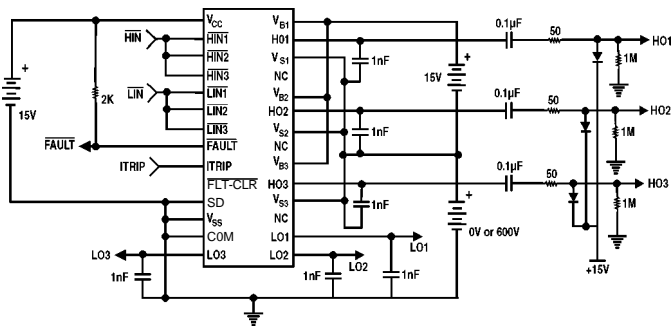 VCC
HIN1
HIN2
HIN3
LIN1
LIN2
LIN3
FAULT
ITRIP
FLT-CLR
SD
VSS
COM
LO3
VB1
HO1
VS1
NC
VB2
HO2
VS2
NC
VB3
HO3
VS3
NC
LO1
LO2
HIN
LIN
+
15V
2K
FAULT
ITRIP
LO3
1nF
1nF
1nF
1nF
+
15V
+
0V or 600V
LO1
LO2
1nF
1nF
0.1µF
50
HO1
1M
0.1µF
50
HO2
1M
0.1µF
50
HO3
1M
+15V